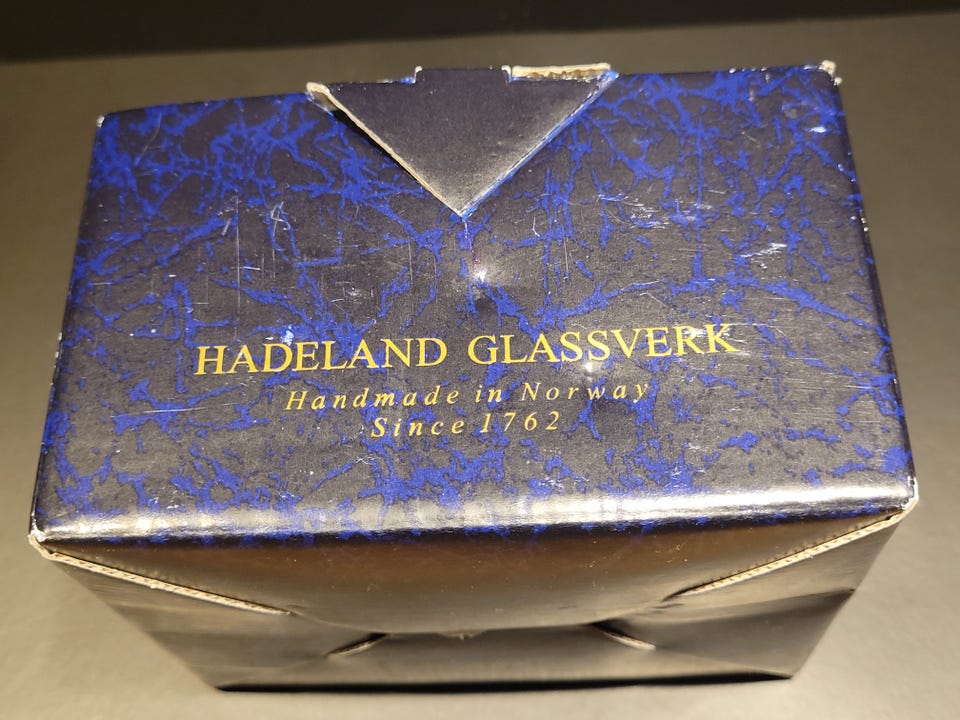 HADELAND GLASSVERK
Handmade in Norway
Since 1762